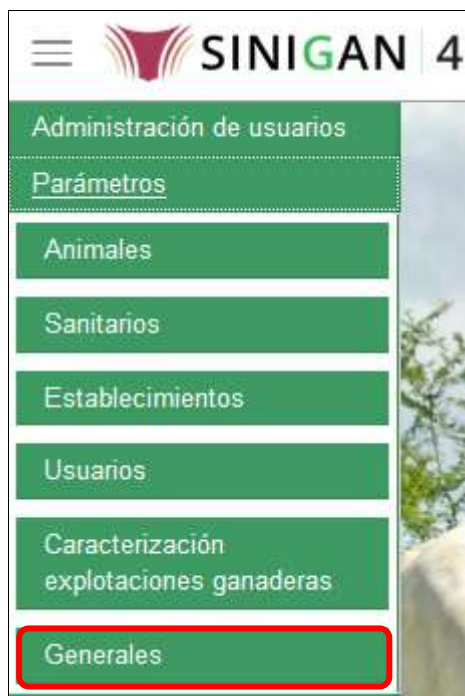 SINIGAN 4
Administración de usuarios
Parámetros
Animales
Sanitarios
Establecimientos
Usuarios
Caracterización
explotaciones ganaderas
Generales